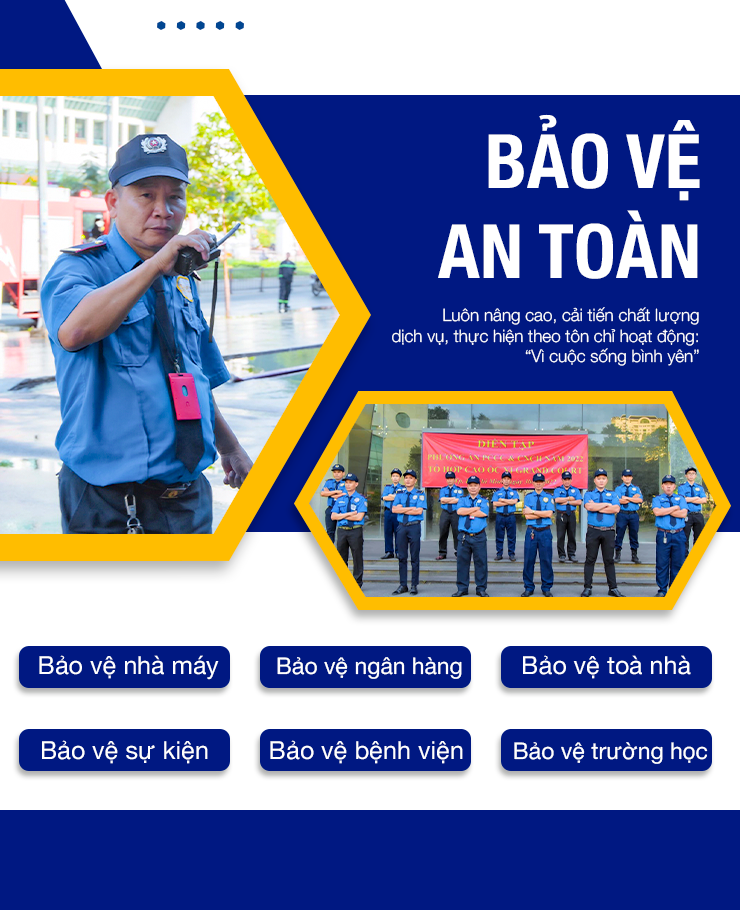 BẢO VỆ
AN TOÀN
Luôn nâng cao, cải tiến chất lượng
dịch vụ, thực hiện theo tôn chỉ hoạt động:
“Vì cuộc sống bình yên”
DIỄN TẬP
PHƯƠNG ÁN PCCC & CNCH NĂM 2022
TỔ HỢP CAO ỐC SJ GRAND COURT
Bảo vệ nhà máy
Bảo vệ ngân hàng
Bảo vệ toà nhà
Bảo vệ sự kiện
Bảo vệ bệnh viện
Bảo vệ trường học